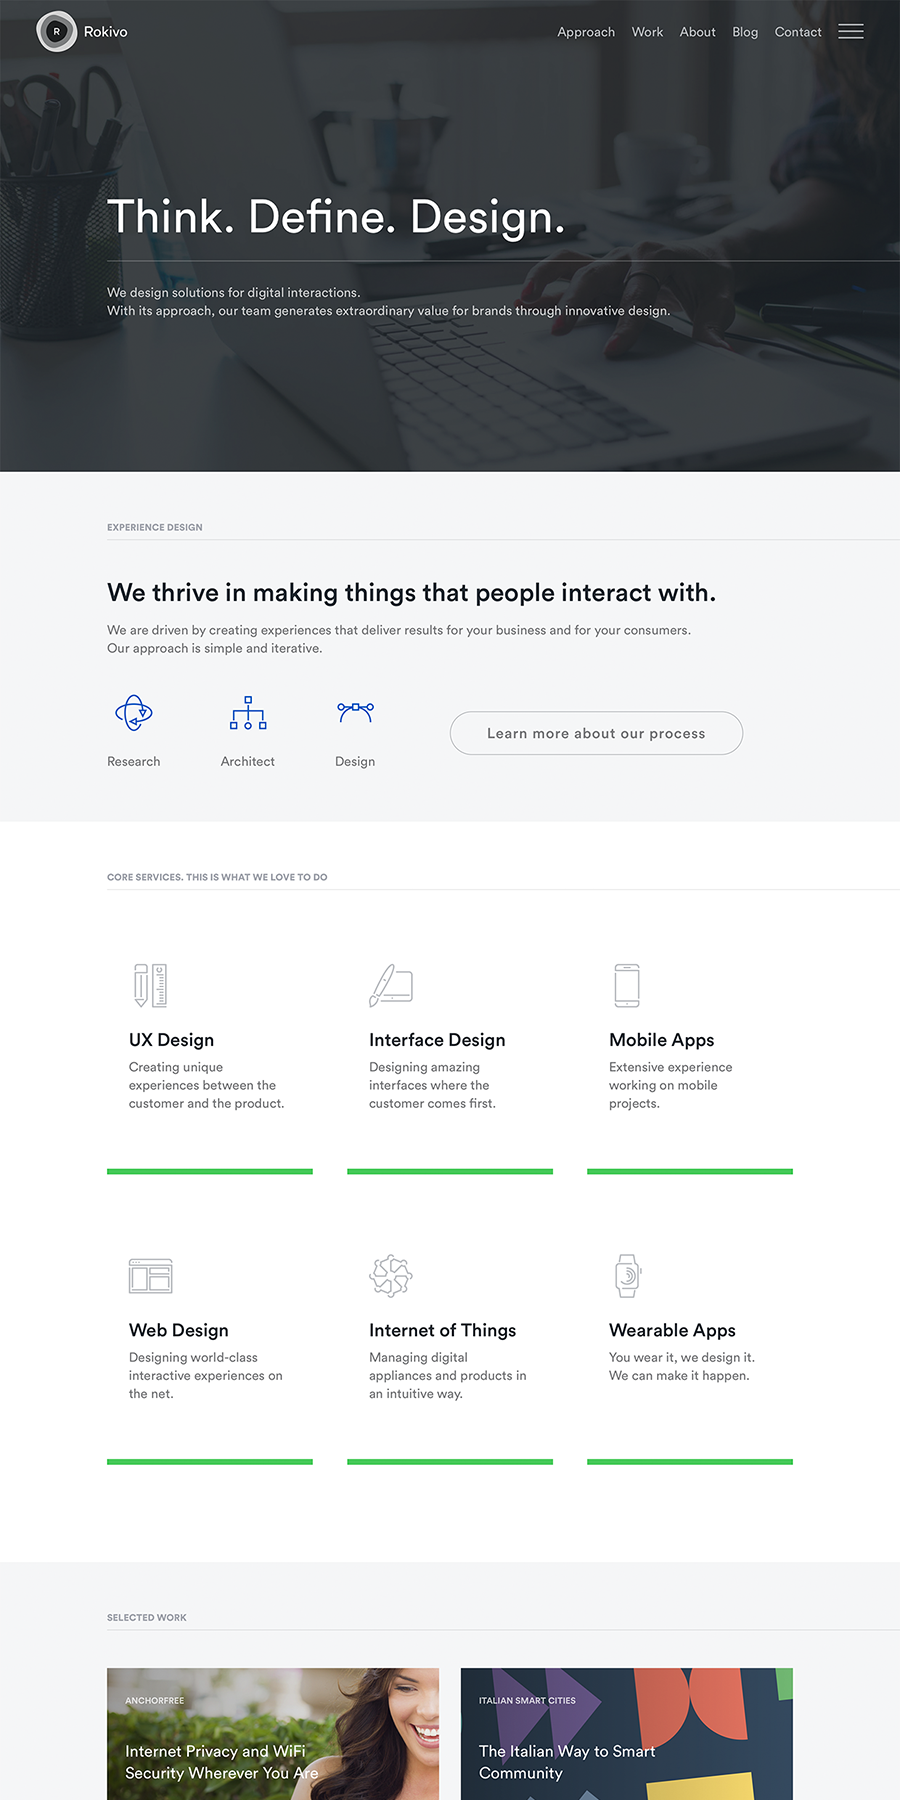 R
Rokivo
Approach Work About Blog Contact
Think. Define. Design.
We design solutions for digital interactions.
With its approach, our team generates extraordinary value for brands through innovative design.
EXPERIENCE DESIGN
We thrive in making things that people interact with.
We are driven by creating experiences that deliver results for your business and for your consumers.
Our approach is simple and iterative.
Research
Architect
Design
Learn more about our process
CORE SERVICES. THIS IS WHAT WE LOVE TO DO
UX Design
Creating unique
experiences between the
customer and the product.
Interface Design
Designing amazing
interfaces where the
customer comes first.
Mobile Apps
Extensive experience
working on mobile
projects.
Web Design
Designing world-class
interactive experiences on
the net.
Internet of Things
Managing digital
appliances and products in
an intuitive way.
Wearable Apps
You wear it, we design it.
We can make it happen.
SELECTED WORK
ANCHORFREE
Internet Privacy and WiFi
Security Wherever You Are
ITALIAN SMART CITIES
The Italian Way to Smart
Community